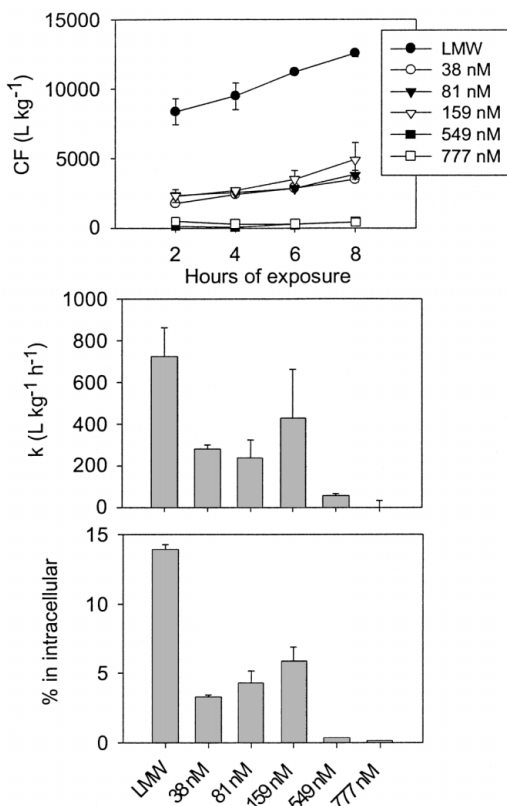 15000
10000
5000
0
CF (L kg⁻¹)
2 4 6 8
Hours of exposure
LMW
38 nM
81 nM
159 nM
549 nM
777 nM
1000
800
600
400
200
0
k (L kg⁻¹ h⁻¹)
15
10
5
0
% in intracellular
LMW
38 nM
81 nM
159 nM
549 nM
777 nM